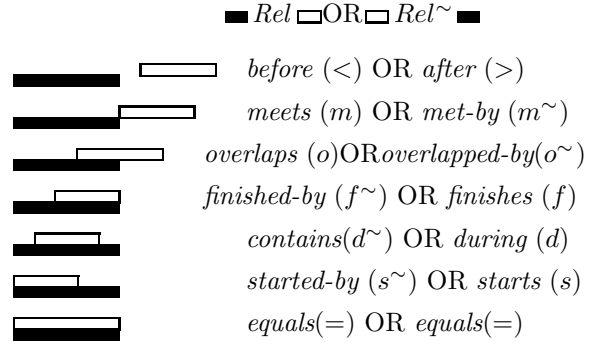 Rel OR Rel~
before (<) OR after (>)
meets (m) OR met-by (m~)
overlaps (o)ORoverlapped-by(o~)
finished-by (f~) OR finishes (f)
contains(d~) OR during (d)
started-by (s~) OR starts (s)
equals(=) OR equals(=)